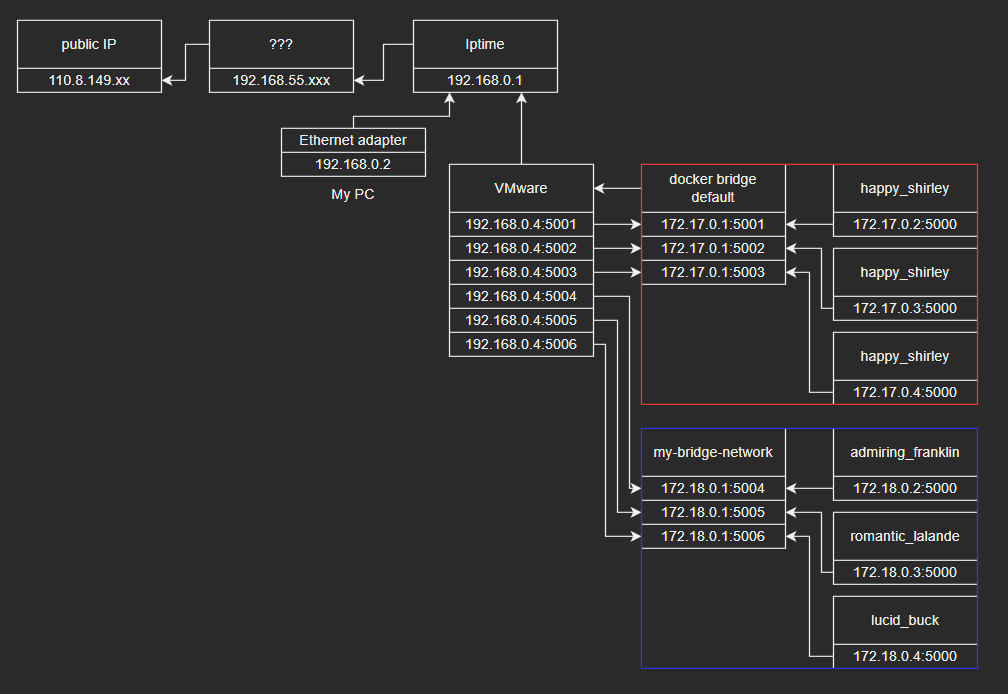 public IP
110.8.149.xx
???
192.168.55.xxx
Iptime
192.168.0.1
Ethernet adapter
192.168.0.2
My PC
VMware
192.168.0.4:5001
192.168.0.4:5002
192.168.0.4:5003
192.168.0.4:5004
192.168.0.4:5005
192.168.0.4:5006
docker bridge
default
172.17.0.1:5001
172.17.0.1:5002
172.17.0.1:5003
happy_shirley
172.17.0.2:5000
happy_shirley
172.17.0.3:5000
happy_shirley
172.17.0.4:5000
my-bridge-network
172.18.0.1:5004
172.18.0.1:5005
172.18.0.1:5006
admiring_franklin
172.18.0.2:5000
romantic_lalande
172.18.0.3:5000
lucid_buck
172.18.0.4:5000